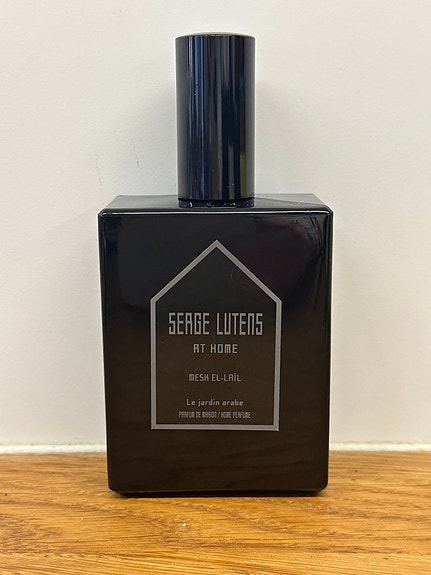 SERGE LUTENS
AT HOME
MESK EL-LAÏL
Le jardin arabe
PARFUM DE MAISON / HOME PERFUME